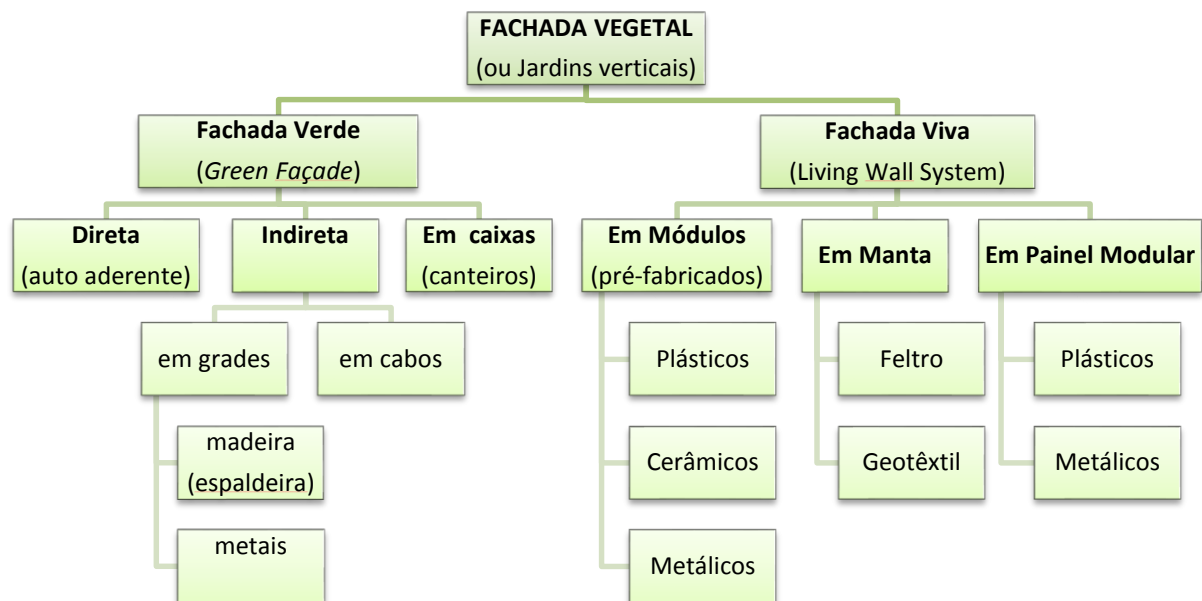 FACHADA VEGETAL
(ou Jardins verticais)
Fachada Verde
(Green Façade)
Fachada Viva
(Living Wall System)
Direta
(auto aderente)
Indireta
Em caixas
(canteiros)
Em Módulos
(pré-fabricados)
Em Manta
Em Painel Modular
em grades
em cabos
Plásticos
Feltro
Plásticos
madeira
(espaldeira)
Cerâmicos
Geotêxtil
Metálicos
metais
Metálicos